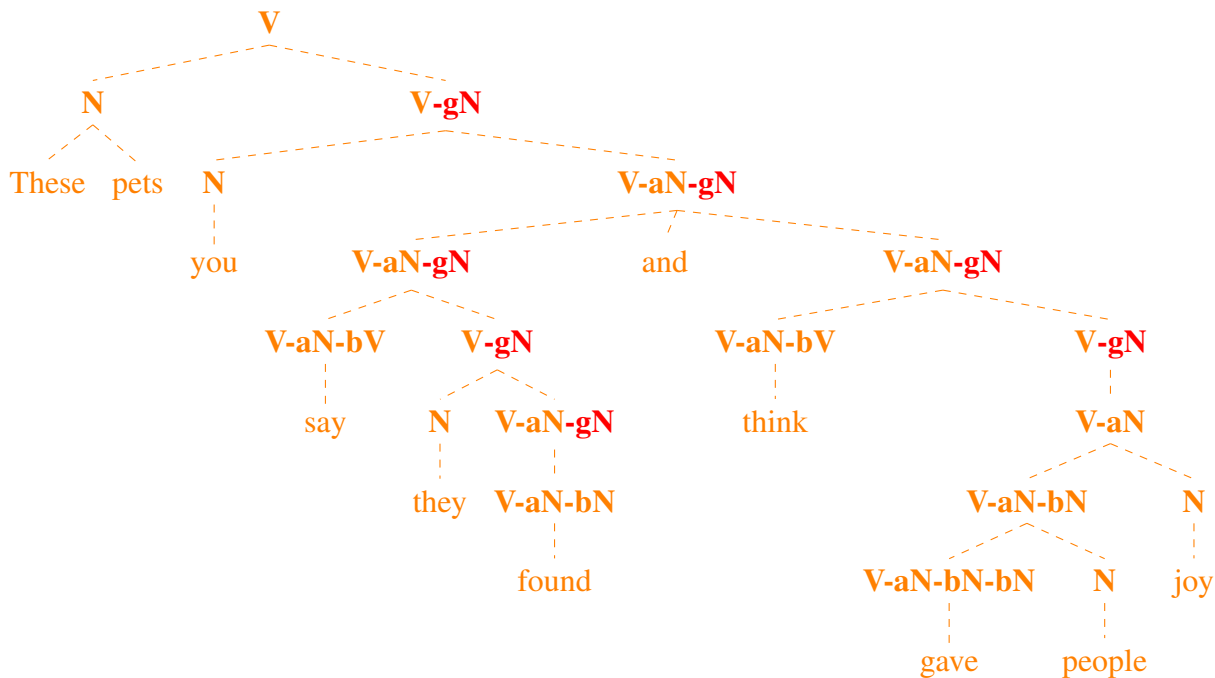 V
N V-gN
These pets N V-aN-gN
you V-aN-gN and V-aN-gN
V-aN-bV V-gN V-aN-bV V-gN
say N V-aN-gN think V-aN
they V-aN-bN V-aN-bN N
found V-aN-bN-bN N joy
gave people